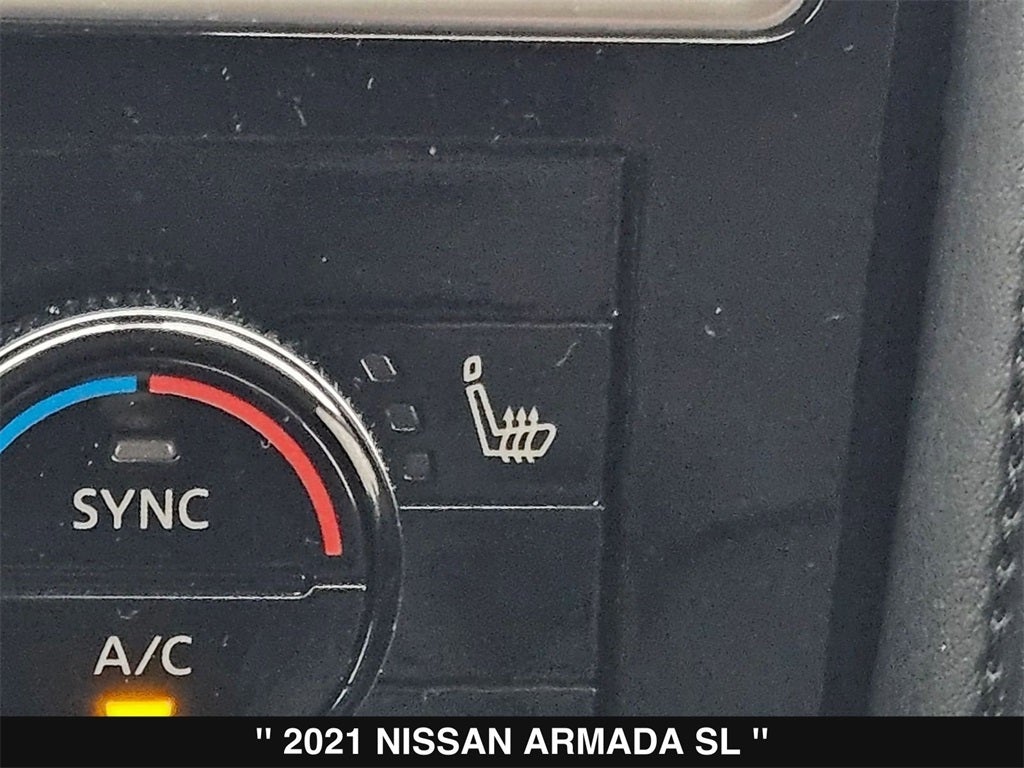 SYNC
A/C
" 2021 NISSAN ARMADA SL "